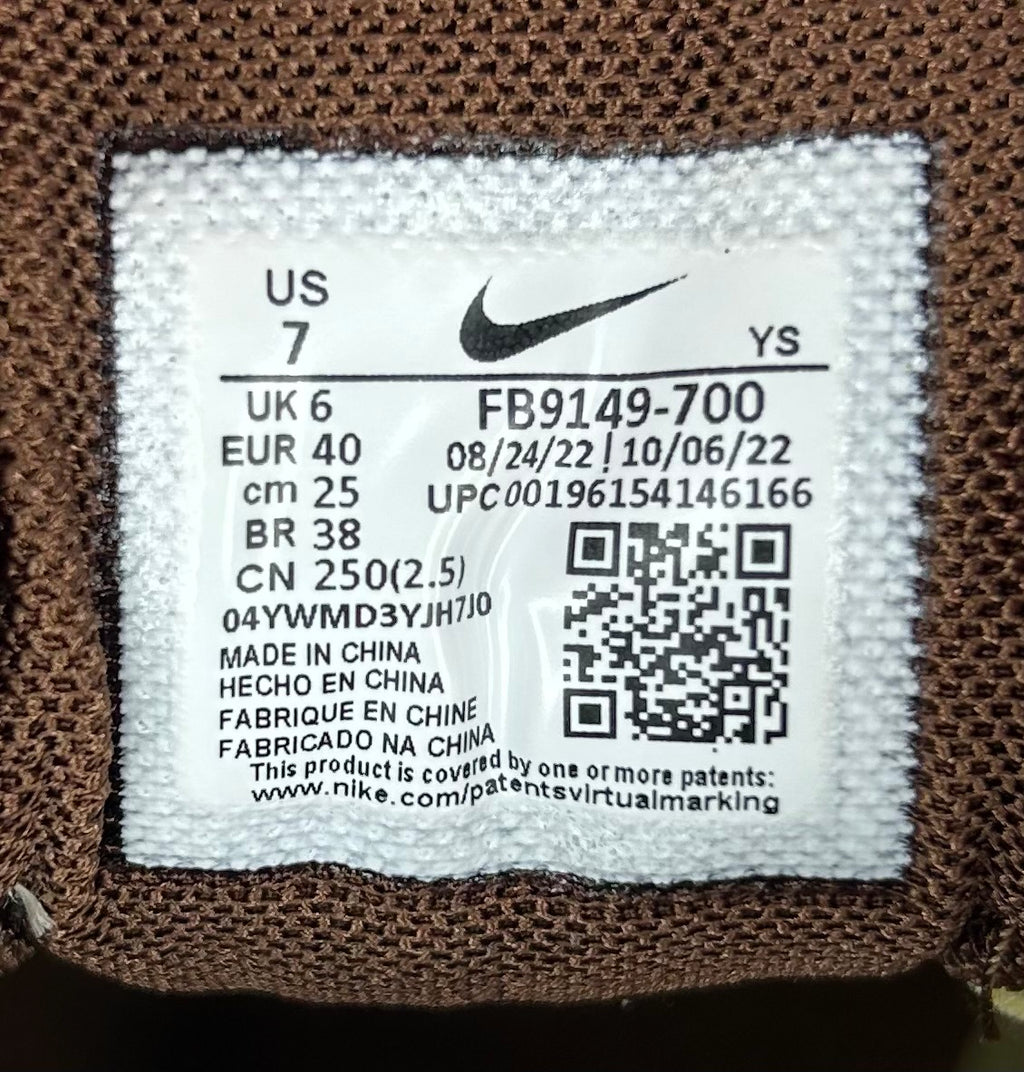 US
7
YS
UK 6
FB9149-700
EUR 40
08/24/22 ! 10/06/22
cm 25
UPC00196154146166
BR 38
CN 250(2.5)
04YWMD3YJH7J0
MADE IN CHINA
HECHO EN CHINA
FABRIQUE EN CHINE
FABRICADO NA CHINA
This product is covered by one or more patents:
www.nike.com/patentsvirtualmarking